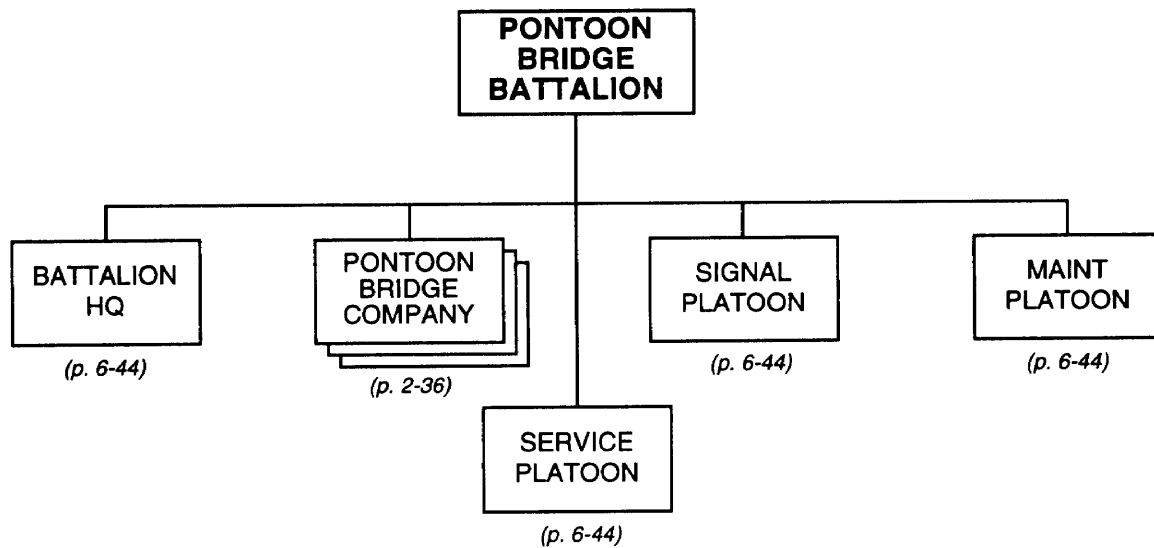 PONTOON
BRIDGE
BATTALION
BATTALION
HQ
(p. 6-44)
PONTOON
BRIDGE
COMPANY
(p. 2-36)
SIGNAL
PLATOON
(p. 6-44)
MAINT
PLATOON
(p. 6-44)
SERVICE
PLATOON
(p. 6-44)